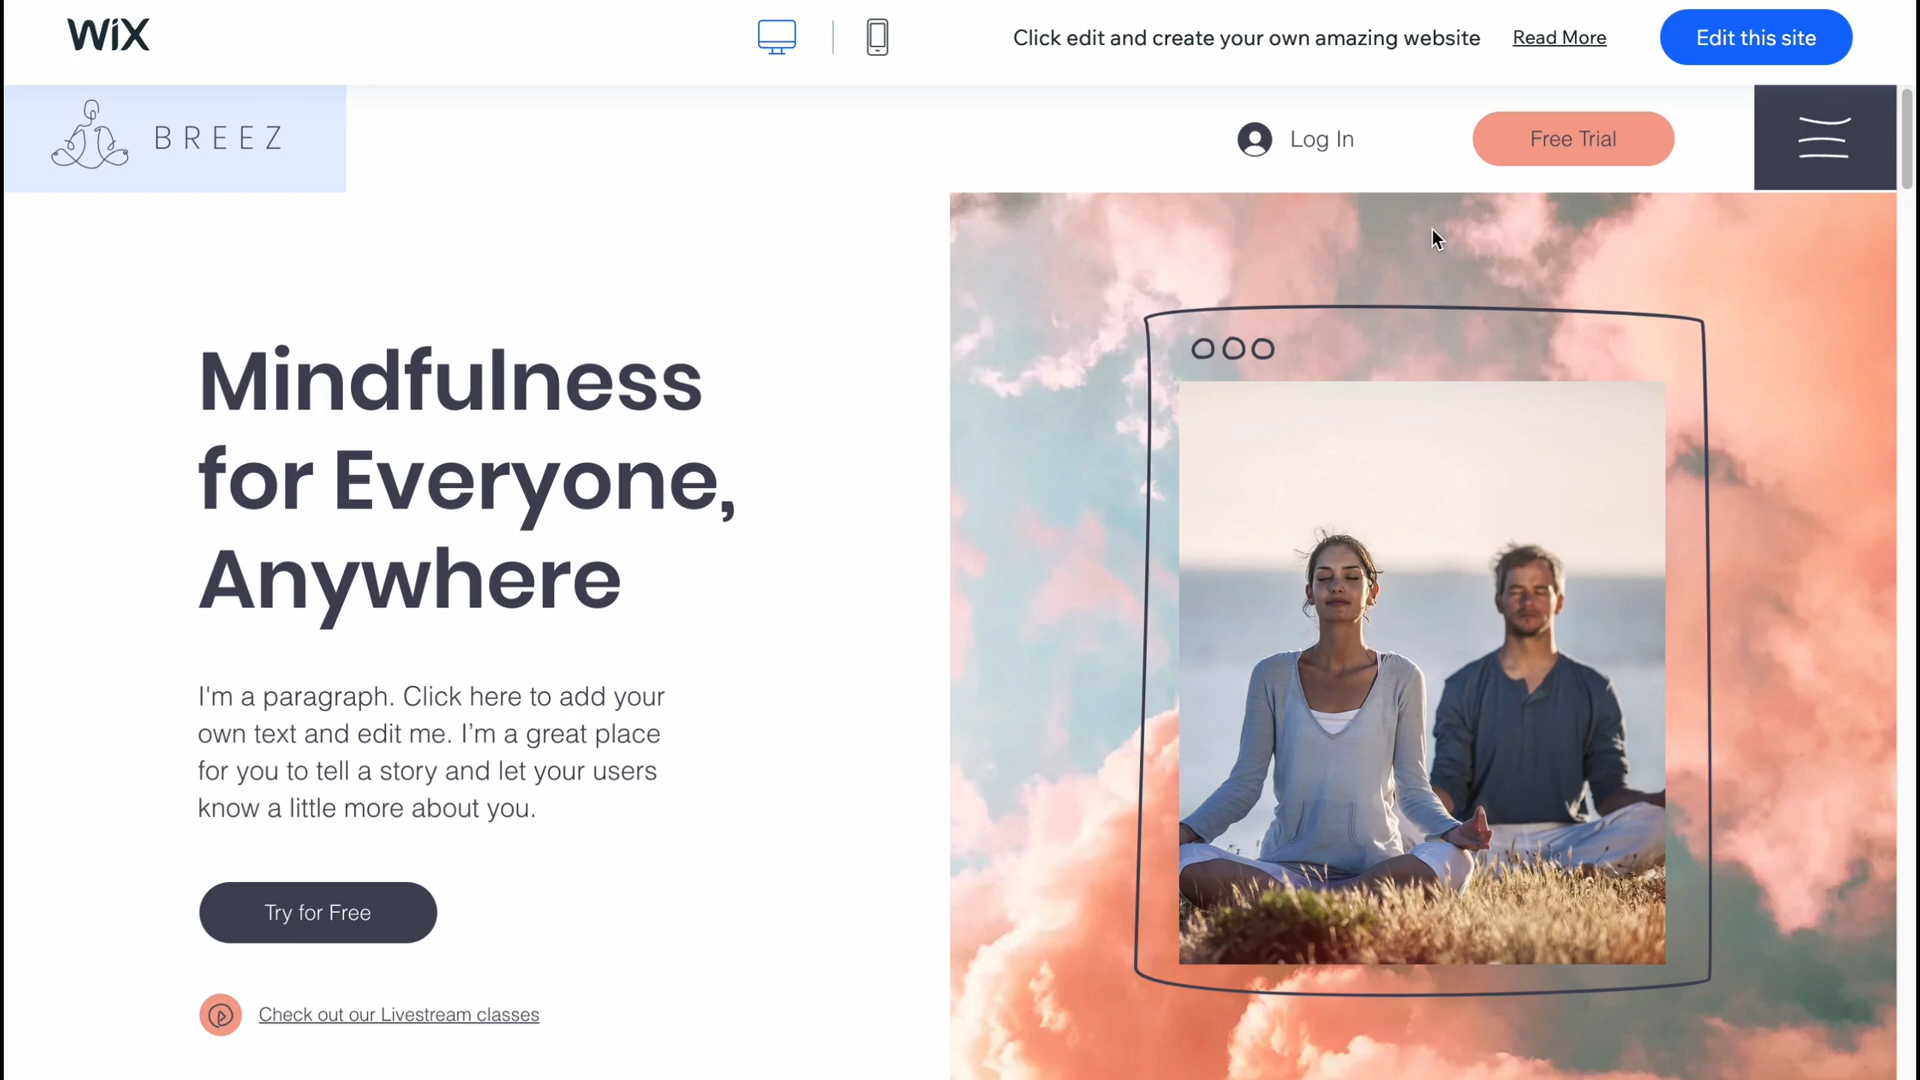 WiX
Click edit and create your own amazing website
Read More
Edit this site
BREEZ
Log In
Free Trial
Mindfulness
for Everyone,
Anywhere
I'm a paragraph. Click here to add your
own text and edit me. I’m a great place
for you to tell a story and let your users
know a little more about you.
Try for Free
Check out our Livestream classes